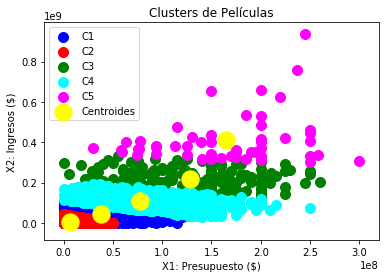 Clusters de Películas
1e9
C1
C2
C3
C4
C5
Centroides
X2: Ingresos ($)
0.8
0.6
0.4
0.2
0.0
0.0
0.5
1.0
1.5
2.0
2.5
3.0
1e8
X1: Presupuesto ($)